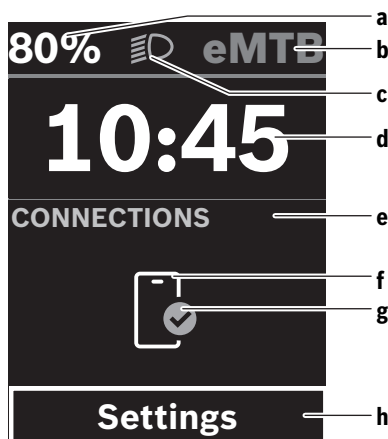 a
80% eMTB b
c
10:45 d
CONNECTIONS e
f
g
Settings h